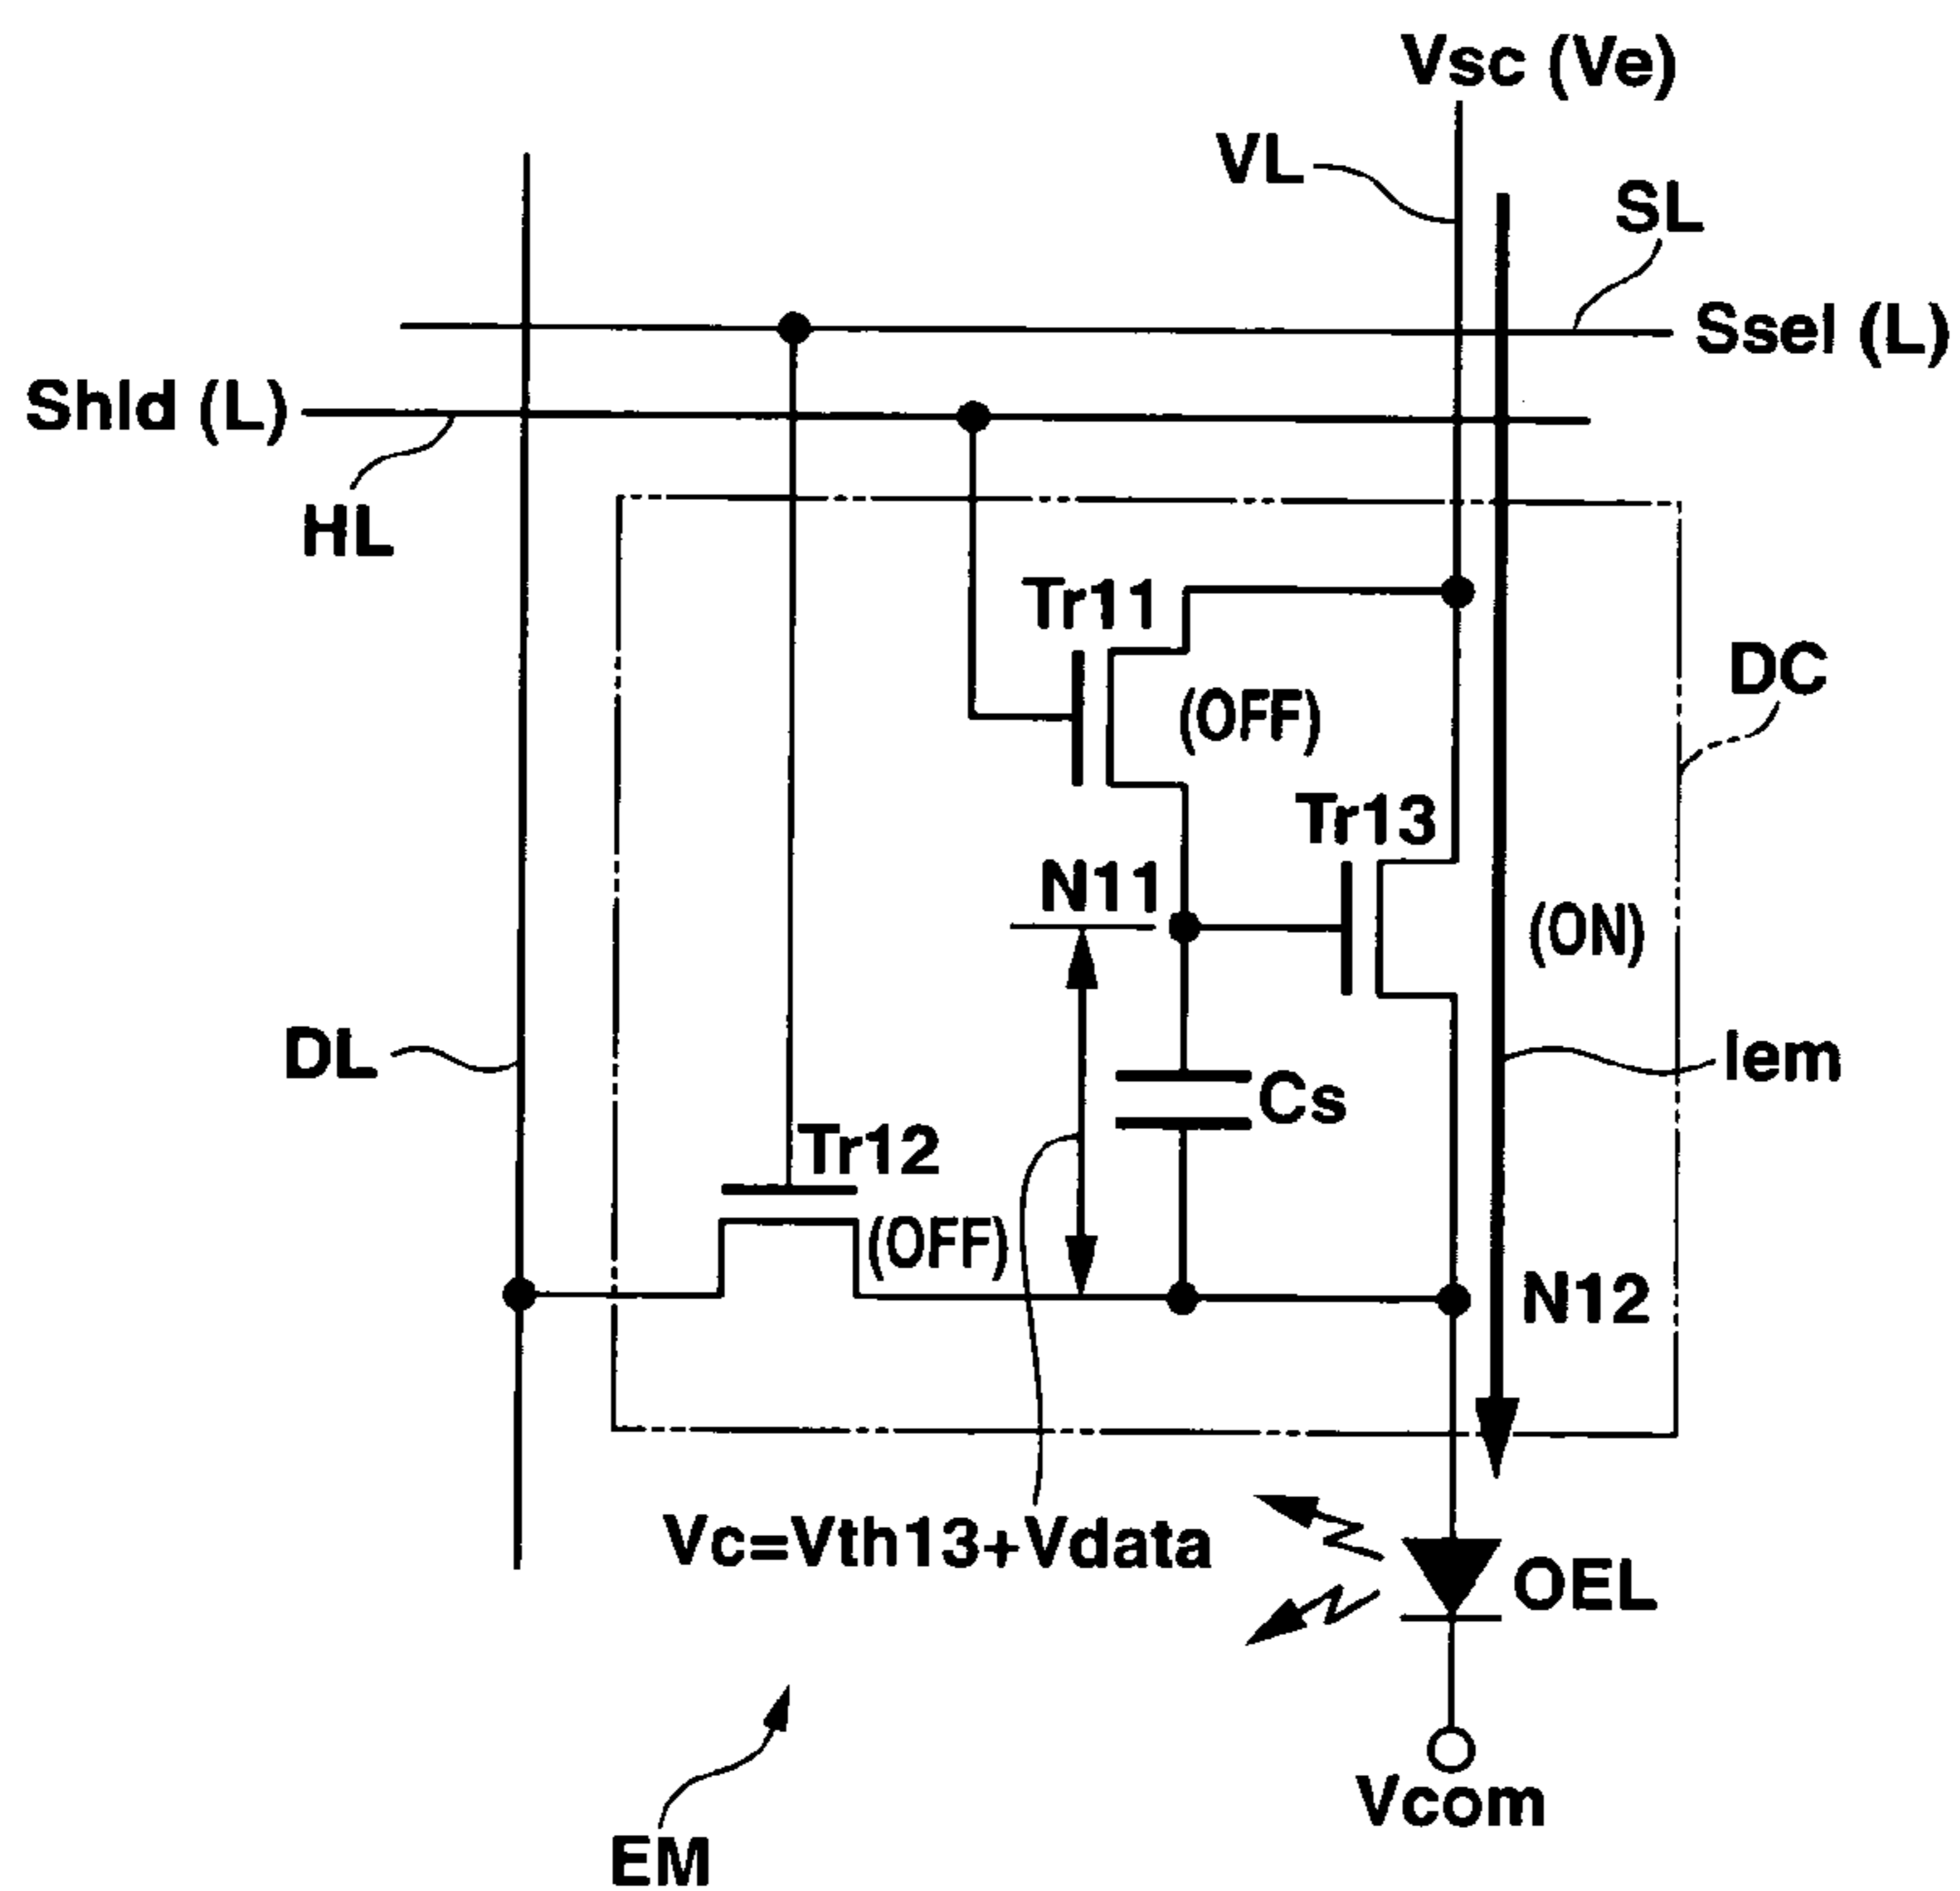 Vsc (Ve)
VL
SL
Ssel (L)
Shld (L)
HL
Tr11
(OFF)
DC
Tr13
N11
(ON)
DL
Iem
Cs
Tr12
(OFF)
N12
Vc=Vth13+Vdata
OEL
Vcom
EM